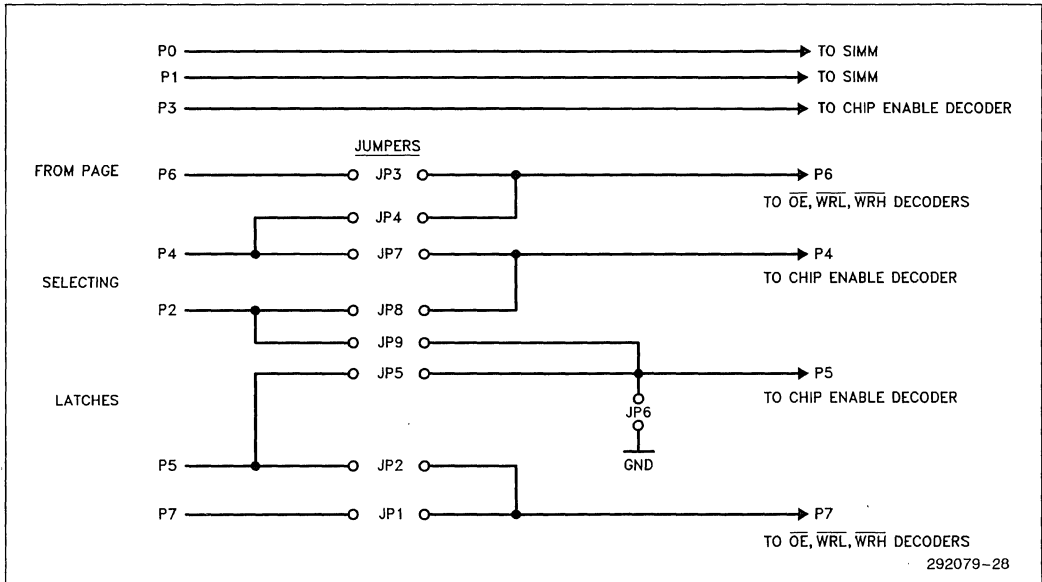 P0 TO SIMM
P1 TO SIMM
P3 TO CHIP ENABLE DECODER
JUMPERS
FROM PAGE P6 JP3 P6
TO OE, WRL, WRH DECODERS
JP4
P4 JP7 P4
TO CHIP ENABLE DECODER
SELECTING
P2 JP8
JP9
JP5 P5
TO CHIP ENABLE DECODER
LATCHES
JP6
GND
P5 JP2
P7 JP1 P7
TO OE, WRL, WRH DECODERS
292079-28